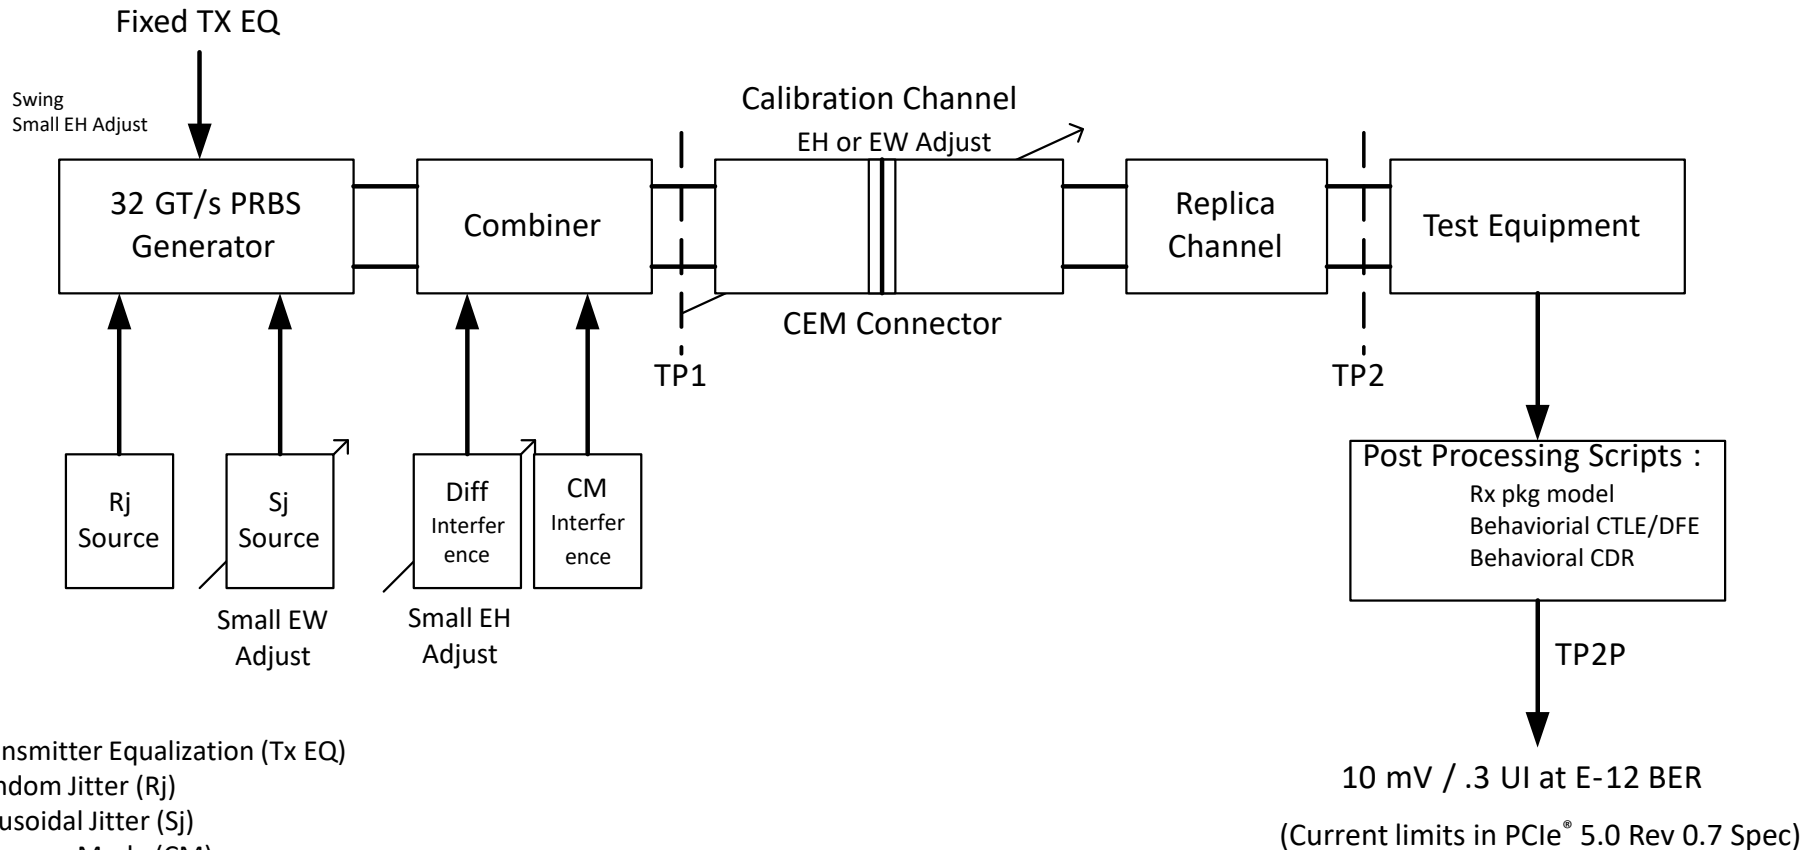 Fixed TX EQ
Swing
Small EH Adjust
32 GT/s PRBS
Generator
Combiner
Calibration Channel
EH or EW Adjust
CEM Connector
TP1
Replica
Channel
TP2
Test Equipment
Rj
Source
Sj
Source
Small EW
Adjust
Diff
Interfer
ence
Small EH
Adjust
CM
Interfer
ence
Post Processing Scripts :
Rx pkg model
Behaviorial CTLE/DFE
Behavioral CDR
TP2P
10 mV / .3 UI at E-12 BER
(Current limits in PCIe® 5.0 Rev 0.7 Spec)
nsmitter Equalization (Tx EQ)
ndom Jitter (Rj)
usoidal Jitter (Sj)